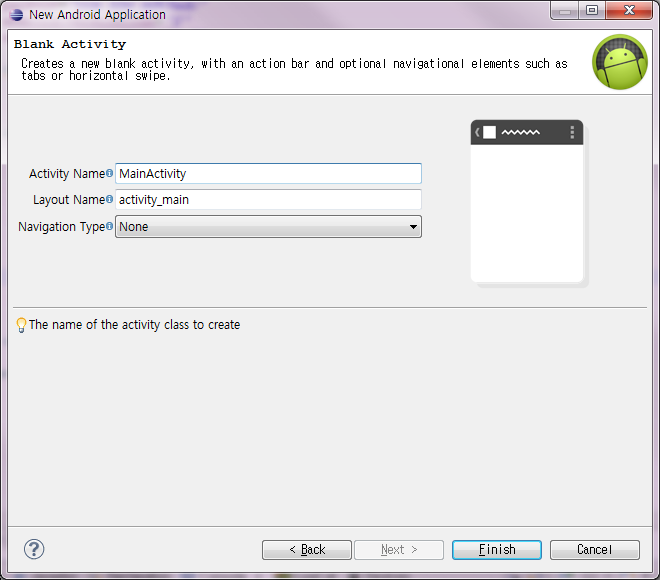 New Android Application
Blank Activity
Creates a new blank activity, with an action bar and optional navigational elements such as
tabs or horizontal swipe.
Activity Name
MainActivity
Layout Name
activity_main
Navigation Type
None
The name of the activity class to create
?
< Back
Next >
Finish
Cancel